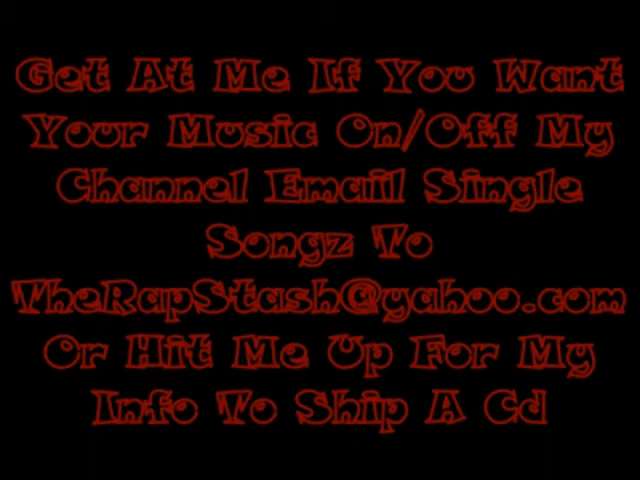 Get At Me If You Want
Your Music On/Off My
Channel Email Single
Songz To
TheRapStash@yahoo.com
Or Hit Me Up For My
Info To Ship A Cd